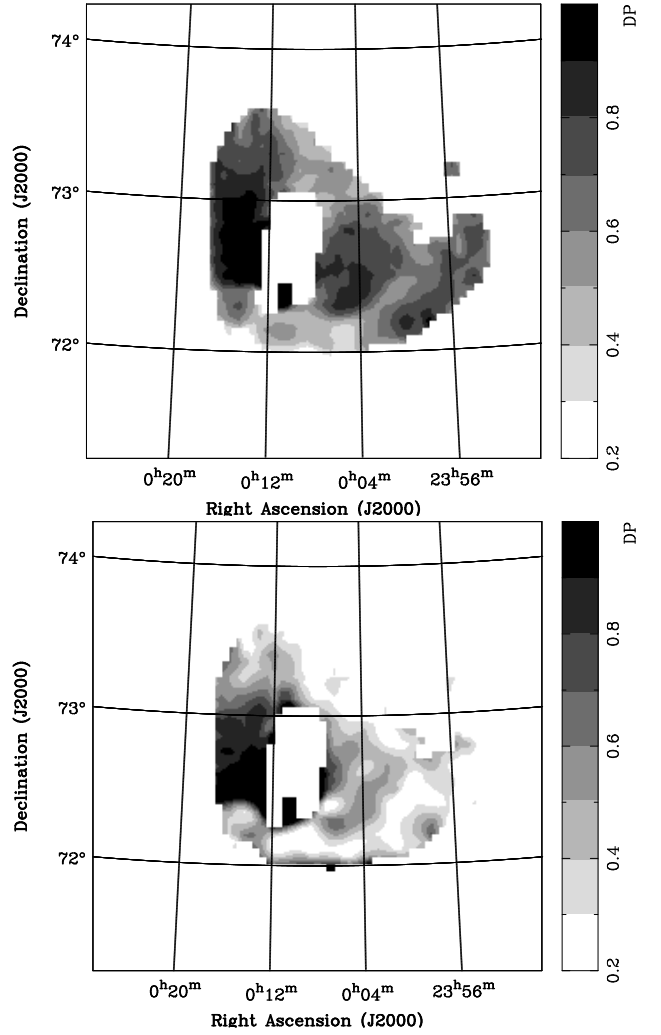 DP
74°
73°
72°
Declination (J2000)
0.8
0.6
0.4
0.2
0ʰ20ᵐ 0ʰ12ᵐ 0ʰ04ᵐ 23ʰ56ᵐ
Right Ascension (J2000)
DP
74°
73°
72°
Declination (J2000)
0.8
0.6
0.4
0.2
0ʰ20ᵐ 0ʰ12ᵐ 0ʰ04ᵐ 23ʰ56ᵐ
Right Ascension (J2000)